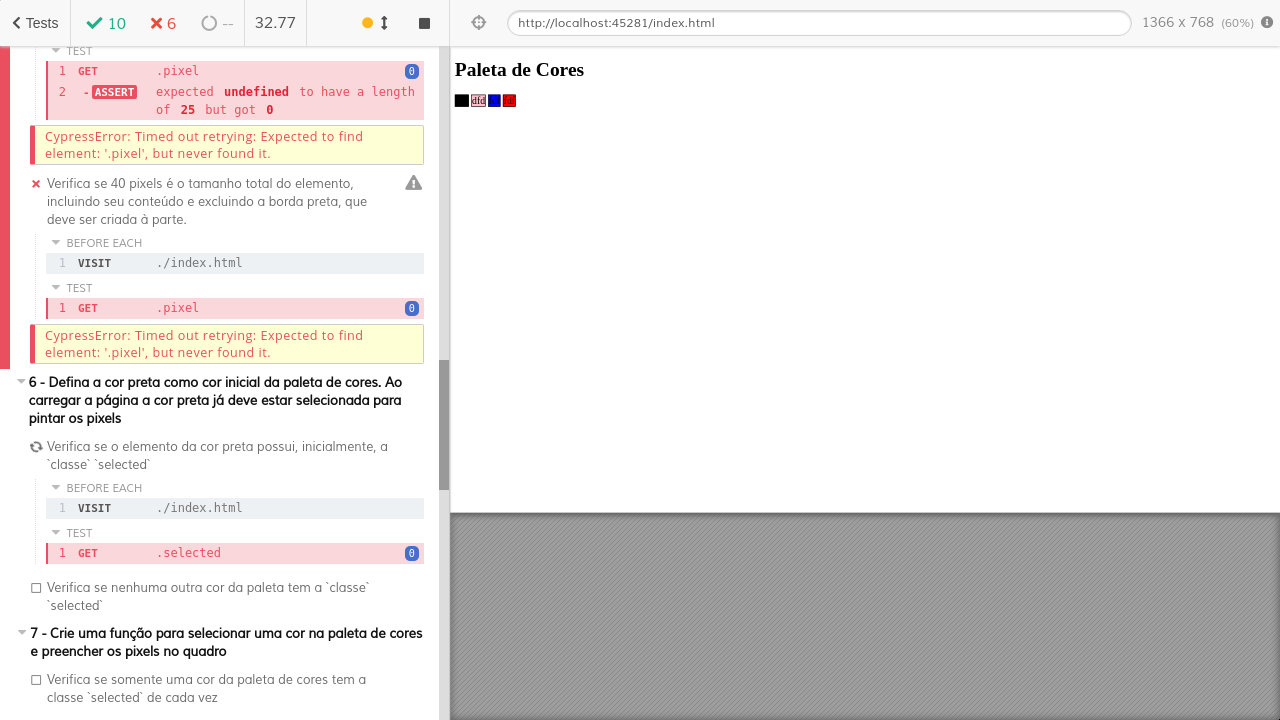 Tests 10 6 -- 32.77 http://localhost:45281/index.html 1366 x 768 (60%)
TEST
1 GET .pixel 0
2 -ASSERT expected undefined to have a length
of 25 but got 0
CypressError: Timed out retrying: Expected to find
element: '.pixel', but never found it.
Verifica se 40 pixels é o tamanho total do elemento,
incluindo seu conteúdo e excluindo a borda preta, que
deve ser criada à parte.
BEFORE EACH
1 VISIT ./index.html
TEST
1 GET .pixel 0
CypressError: Timed out retrying: Expected to find
element: '.pixel', but never found it.
6 - Defina a cor preta como cor inicial da paleta de cores. Ao
carregar a página a cor preta já deve estar selecionada para
pintar os pixels
Verifica se o elemento da cor preta possui, inicialmente, a
`classe` `selected`
BEFORE EACH
1 VISIT ./index.html
TEST
1 GET .selected 0
Verifica se nenhuma outra cor da paleta tem a `classe`
`selected`
7 - Crie uma função para selecionar uma cor na paleta de cores
e preencher os pixels no quadro
Verifica se somente uma cor da paleta de cores tem a
classe `selected` de cada vez
Paleta de Cores
dfd